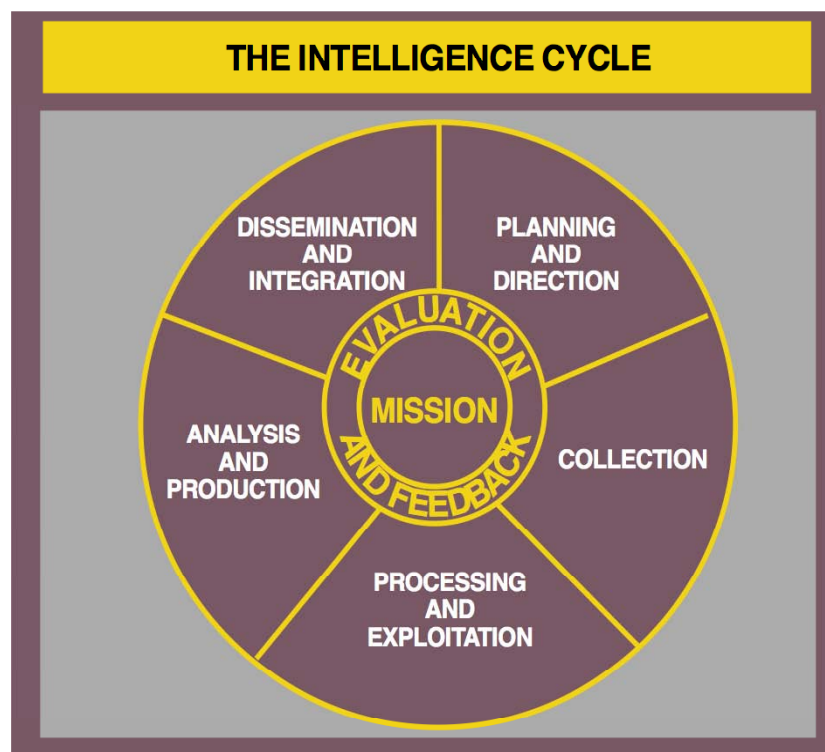 THE INTELLIGENCE CYCLE
DISSEMINATION
AND
INTEGRATION
PLANNING
AND
DIRECTION
EVALUATION
AND FEEDBACK
MISSION
ANALYSIS
AND
PRODUCTION
COLLECTION
PROCESSING
AND
EXPLOITATION